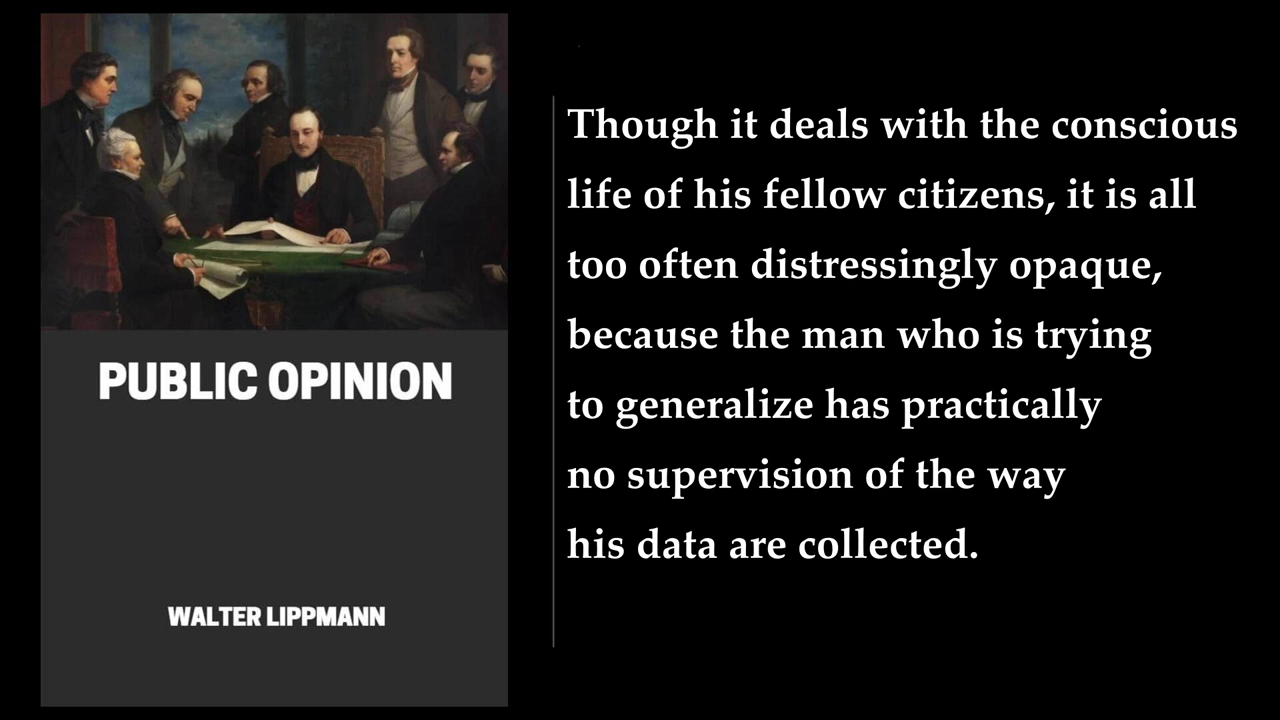 PUBLIC OPINION
WALTER LIPPMANN
Though it deals with the conscious
life of his fellow citizens, it is all
too often distressingly opaque,
because the man who is trying
to generalize has practically
no supervision of the way
his data are collected.